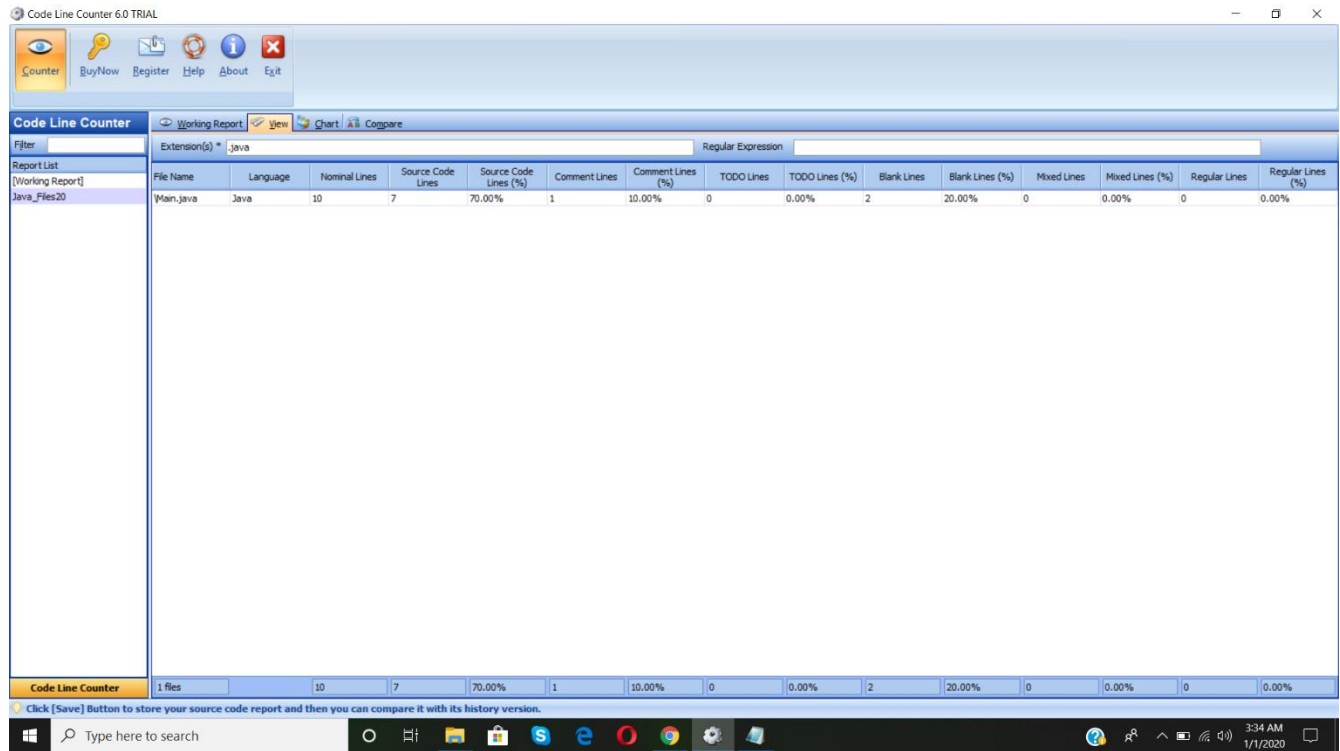 Code Line Counter 6.0 TRIAL
Counter BuyNow Register Help About Exit
Code Line Counter
Working Report View Chart Compare
Filter
Extension(s) * .java Regular Expression
Report List
[Working Report]
Java_Files20
File Name Language Nominal Lines Source Code Lines Source Code Lines (%) Comment Lines Comment Lines (%) TODO Lines TODO Lines (%) Blank Lines Blank Lines (%) Mixed Lines Mixed Lines (%) Regular Lines Regular Lines (%)
\Main.java Java 10 7 70.00% 1 10.00% 0 0.00% 2 20.00% 0 0.00% 0 0.00%
Code Line Counter
1 files 10 7 70.00% 1 10.00% 0 0.00% 2 20.00% 0 0.00% 0 0.00%
Click [Save] Button to store your source code report and then you can compare it with its history version.
Type here to search
3:34 AM
1/1/2020